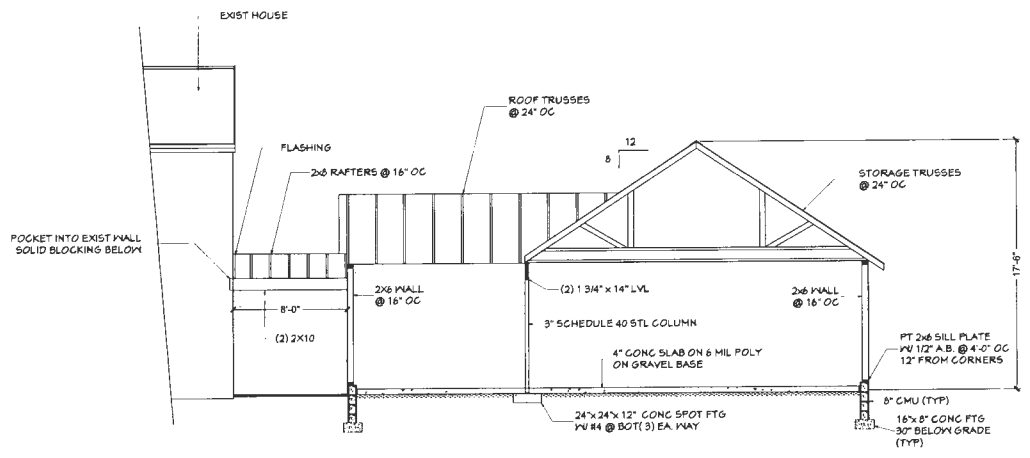 EXIST HOUSE
ROOF TRUSSES
@ 24" OC
12
8
FLASHING
2x8 RAFTERS @ 16" OC
STORAGE TRUSSES
@ 24" OC
POCKET INTO EXIST WALL
SOLID BLOCKING BELOW
17'-6"
2X6 WALL
@ 16" OC
(2) 1 3/4" x 14" LVL
2x6 WALL
@ 16" OC
8'-0"
(2) 2X10
3" SCHEDULE 40 STL COLUMN
PT 2x6 SILL PLATE
W/ 1/2" A.B. @ 4'-0" OC
12" FROM CORNERS
4" CONC SLAB ON 6 MIL POLY
ON GRAVEL BASE
8" CMU (TYP)
24"x 24"x 12" CONC SPOT FTG
W/ #4 @ BOT( 3) EA. WAY
16"x 8" CONC FTG
30" BELOW GRADE
(TYP)